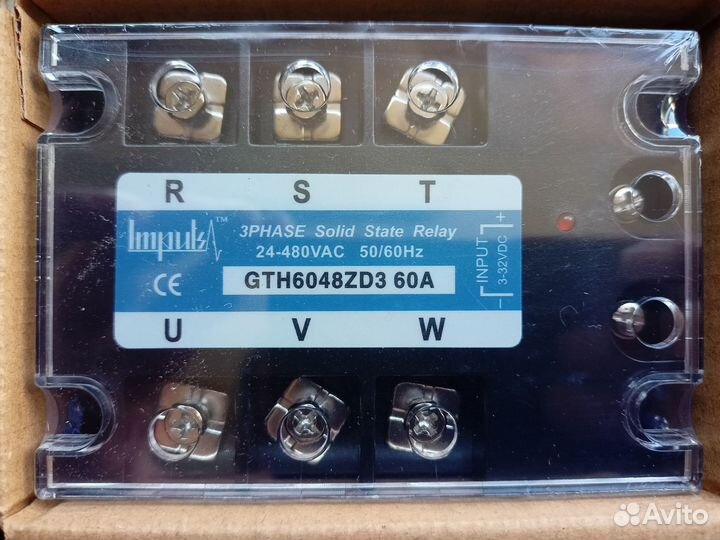 R S T
Impuls™
3PHASE Solid State Relay
24-480VAC 50/60Hz
CE
GTH6048ZD3 60A
INPUT
3-32VDC
+
−
U V W
Avito